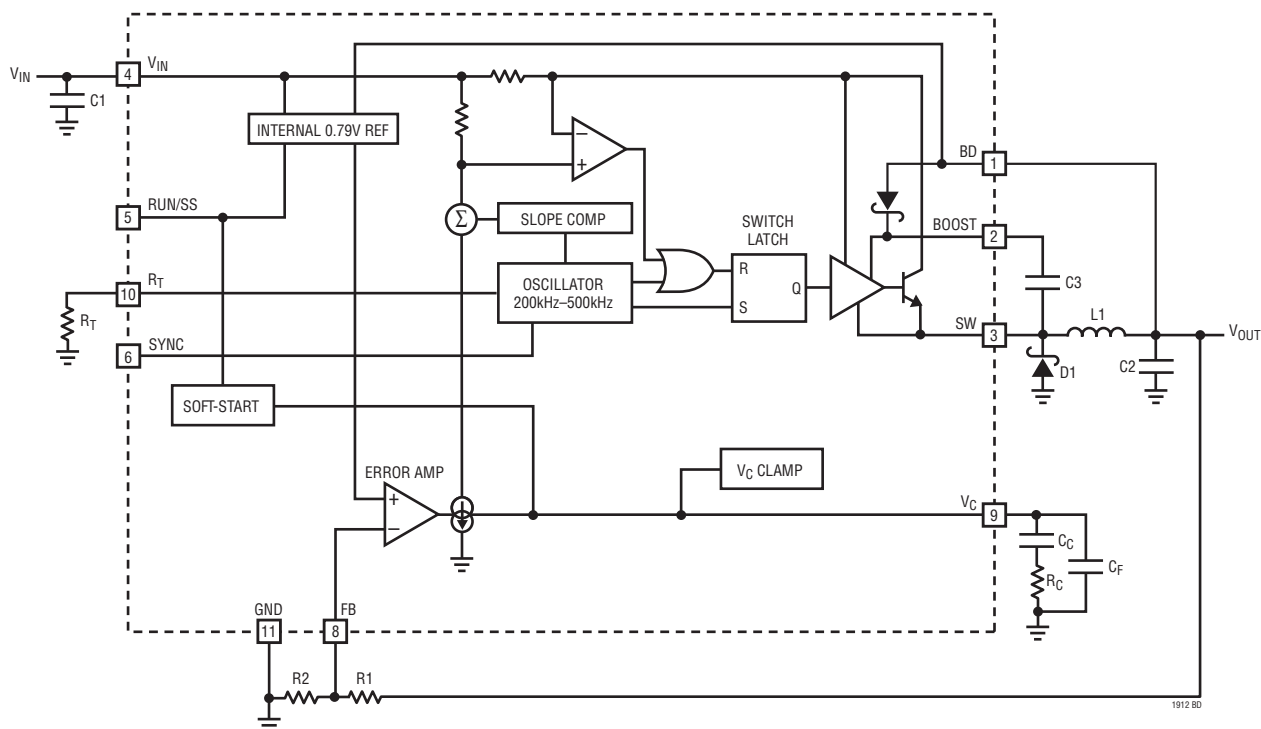 VIN
4
VIN
C1
INTERNAL 0.79V REF
−
+
BD
1
5
RUN/SS
Σ
SLOPE COMP
SWITCH
LATCH
BOOST
2
10
RT
RT
OSCILLATOR
200kHz–500kHz
R
Q
S
C3
6
SYNC
SW
3
L1
VOUT
D1
C2
SOFT-START
ERROR AMP
+
−
VC CLAMP
VC
9
CC
RC
CF
GND
11
FB
8
R2
R1
1912 BD